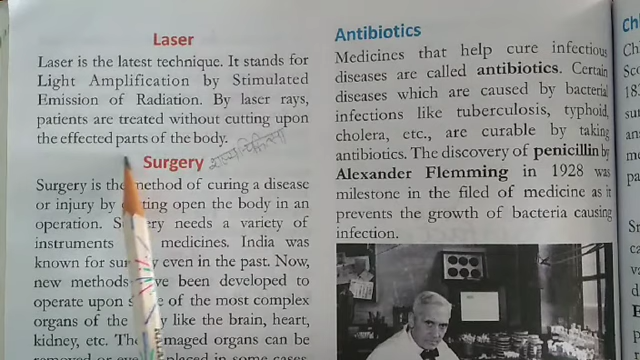 Laser
Laser is the latest technique. It stands for
Light Amplification by Stimulated
Emission of Radiation. By laser rays,
patients are treated without cutting upon
the effected parts of the body.
Surgery
Surgery is the method of curing a disease
or injury by open the body in an
operation. needs a variety of
instruments medicines. India was
known for even in the past. Now,
new methods have been developed to
operate upon of the most complex
organs of the like the brain, heart,
kidney, etc. The organs can be
removed or placed in some cases
Antibiotics
Medicines that help cure infectious
diseases are called antibiotics. Certain
diseases which are caused by bacterial
infections like tuberculosis, typhoid,
cholera, etc., are curable by taking
antibiotics. The discovery of penicillin by
Alexander Flemming in 1928 was
milestone in the filed of medicine as it
prevents the growth of bacteria causing
infection.